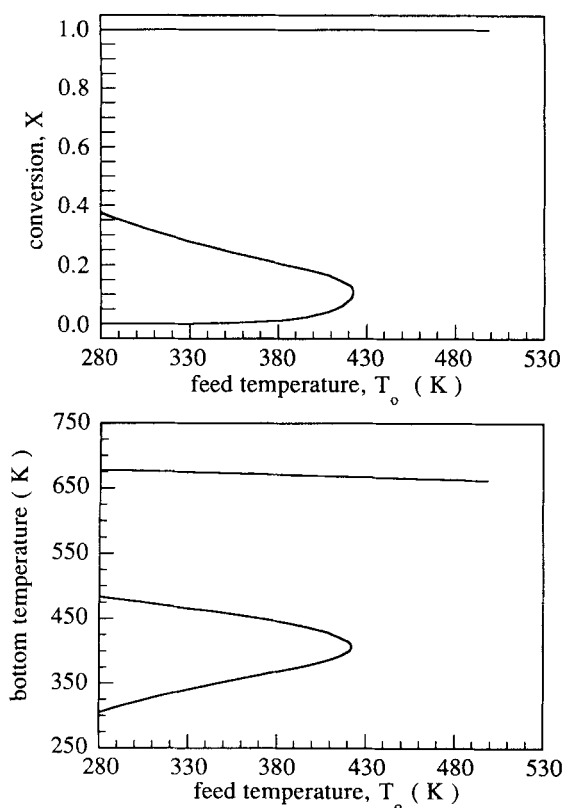 1.0
0.8
0.6
0.4
0.2
0.0
conversion, X
280 330 380 430 480 530
feed temperature, T_o ( K )
750
650
550
450
350
250
bottom temperature ( K )
280 330 380 430 480 530
feed temperature, T_o ( K )